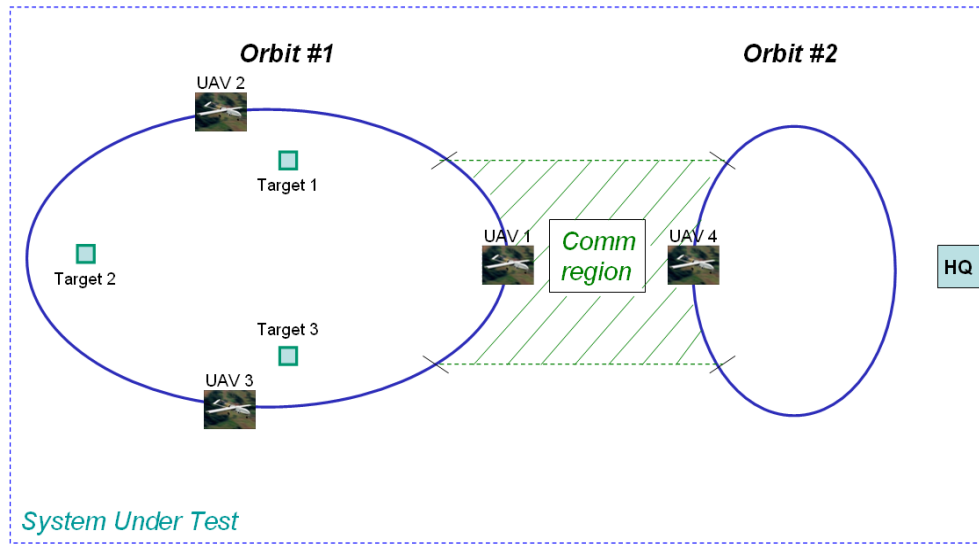 Orbit #1
Orbit #2
UAV 2
Target 1
UAV 1
Comm
region
UAV 4
Target 2
HQ
Target 3
UAV 3
System Under Test